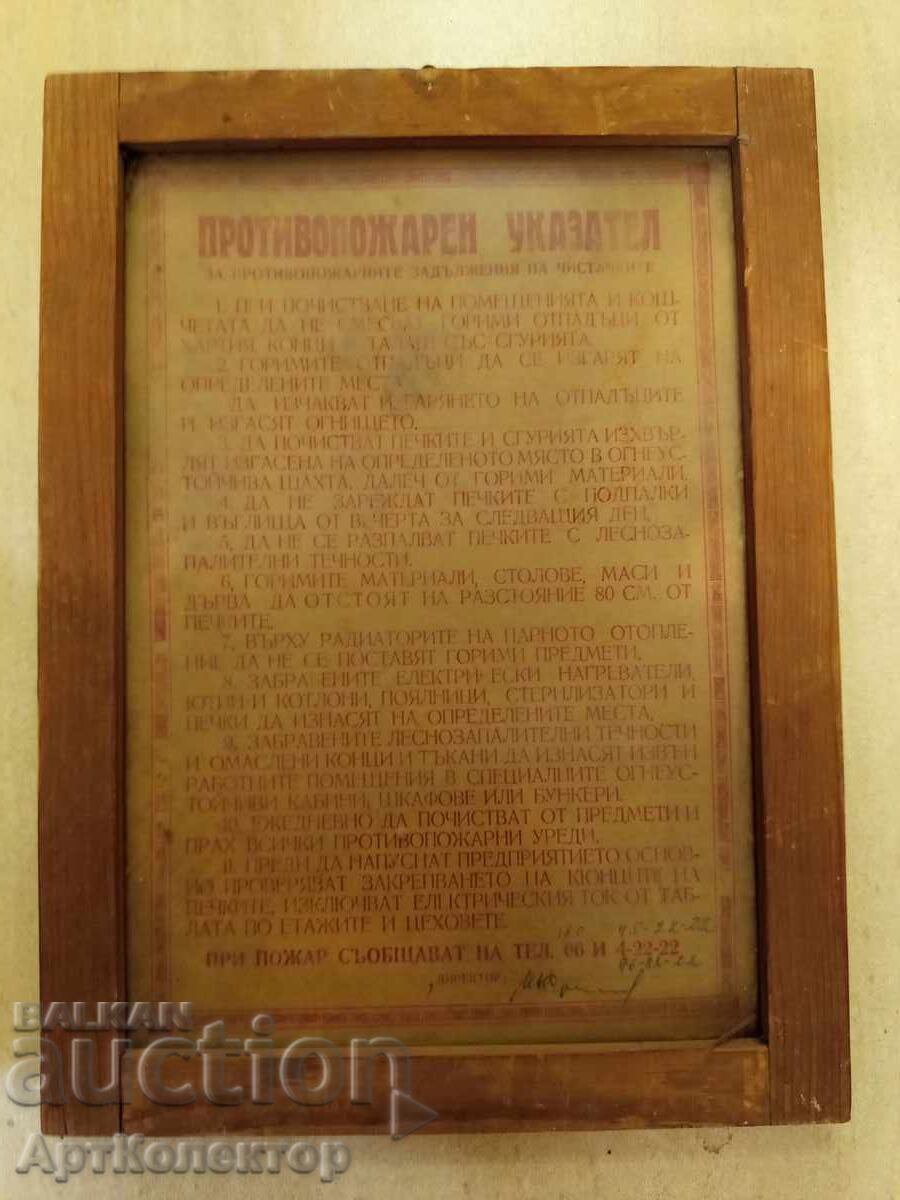 ПРОТИВОПОЖАРЕН УКАЗАТЕЛ
ЗА ПРОТИВОПОЖАРНИТЕ ЗАДЪЛЖЕНИЯ НА ЧИСТАЧКИТЕ
1. ПРИ ПОЧИСТВАНЕ НА ПОМЕЩЕНИЯТА И КОШ-
ЧЕТАТА ДА НЕ СМЕСВАТ ГОРИМИ ОТПАДЪЦИ ОТ
ХАРТИЯ, КОНЦИ И ТАЛАШ СЪС СГУРИЯТА.
2. ГОРИМИТЕ ОТПАДЪЦИ ДА СЕ ИЗГАРЯТ НА
ОПРЕДЕЛЕНИТЕ МЕСТА.
ДА ИЗЧАКВАТ ИЗГАРЯНЕТО НА ОТПАДЪЦИТЕ
И ИЗГАСЯТ ОГНИЩЕТО.
3. ДА ПОЧИСТВАТ ПЕЧКИТЕ И СГУРИЯТА ИЗХВЪР-
ЛЯТ ИЗГАСЕНА НА ОПРЕДЕЛЕНОТО МЯСТО В ОГНЕУС-
ТОЙЧИВА ШАХТА, ДАЛЕЧ ОТ ГОРИМИ МАТЕРИАЛИ.
4. ДА НЕ ЗАРЕЖДАТ ПЕЧКИТЕ С ПОДПАЛКИ
И ВЪГЛИЩА ОТ ВЕЧЕРТА ЗА СЛЕДВАЩИЯ ДЕН.
5. ДА НЕ СЕ РАЗПАЛВАТ ПЕЧКИТЕ С ЛЕСНОЗА-
ПАЛИТЕЛНИ ТЕЧНОСТИ.
6. ГОРИМИТЕ МАТЕРИАЛИ, СТОЛОВЕ, МАСИ И
ДЪРВА ДА ОТСТОЯТ НА РАЗСТОЯНИЕ 80 СМ. ОТ
ПЕЧКИТЕ.
7. ВЪРХУ РАДИАТОРИТЕ НА ПАРНОТО ОТОПЛЕ-
НИЕ ДА НЕ СЕ ПОСТАВЯТ ГОРИМИ ПРЕДМЕТИ.
8. ЗАБРАВЕНИТЕ ЕЛЕКТРИЧЕСКИ НАГРЕВАТЕЛИ,
ЮТИИ И КОТЛОНИ, ПОЯЛНИЦИ, СТЕРИЛИЗАТОРИ И
ПЕЧКИ ДА ИЗНАСЯТ НА ОПРЕДЕЛЕНИТЕ МЕСТА.
9. ЗАБРАВЕНИТЕ ЛЕСНОЗАПАЛИТЕЛНИ ТЕЧНОСТИ
И ОМАСЛЕНИ КОНЦИ И ТЪКАНИ ДА ИЗНАСЯТ ИЗВЪН
РАБОТНИТЕ ПОМЕЩЕНИЯ В СПЕЦИАЛНИТЕ ОГНЕУС-
ТОЙЧИВИ КАБИНИ, ШКАФОВЕ ИЛИ БУНКЕРИ.
10. ЕЖЕДНЕВНО ДА ПОЧИСТВАТ ОТ ПРЕДМЕТИ И
ПРАХ ВСИЧКИ ПРОТИВОПОЖАРНИ УРЕДИ.
11. ПРЕДИ ДА НАПУСНАТ ПРЕДПРИЯТИЕТО ОСНОВ-
НО ПРОВЕРЯВАТ ЗАКРЕПВАНЕТО НА КЮНЦИТЕ НА
ПЕЧКИТЕ, ИЗКЛЮЧВАТ ЕЛЕКТРИЧЕСКИЯ ТОК ОТ ТАБ-
ЛАТА ПО ЕТАЖИТЕ И ЦЕХОВЕТЕ.
160 45-22-22
ПРИ ПОЖАР СЪОБЩАВАТ НА ТЕЛ. 06 И 4-22-22
ДИРЕКТОР:
BALKAN
auction
АртКолектор